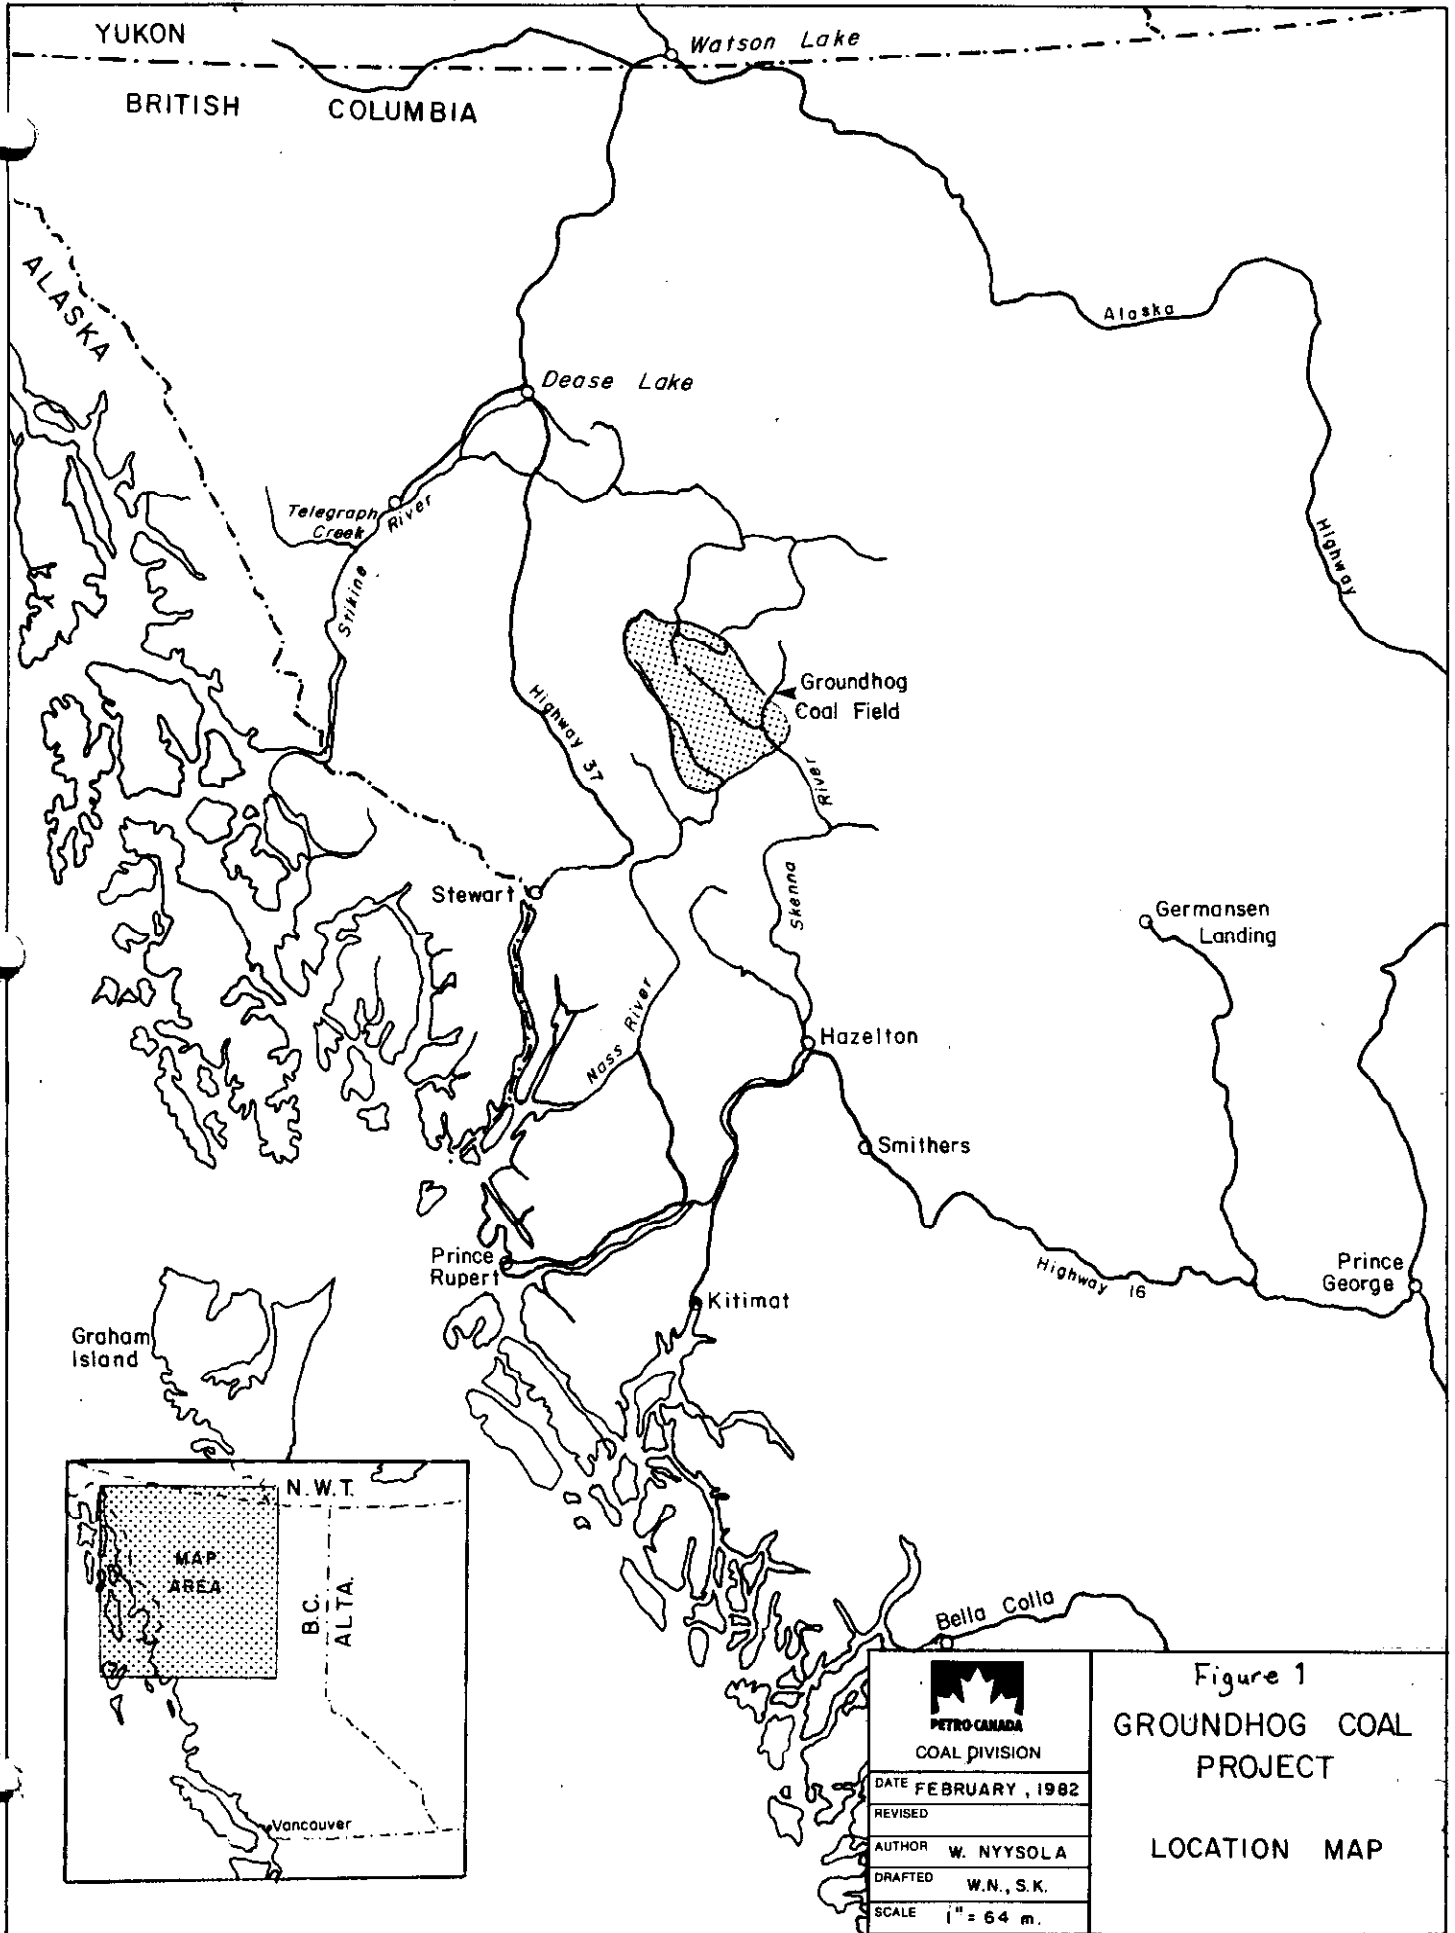 YUKON
Watson Lake
BRITISH COLUMBIA
ALASKA
Alaska
Highway
Dease Lake
Telegraph
Creek
River
Stikine
Groundhog
Coal Field
Highway 37
River
Skenna
Stewart
Germansen
Landing
Nass River
Hazelton
Smithers
Prince
Rupert
Highway 16
Prince
George
Kitimat
Graham
Island
N.W.T.
MAP
AREA
B.C.
ALTA.
Vancouver
Bella Colla
PETRO-CANADA
COAL DIVISION
DATE FEBRUARY, 1982
REVISED
AUTHOR W. NYYSOLA
DRAFTED W.N., S.K.
SCALE 1" = 64 m.
Figure 1
GROUNDHOG COAL
PROJECT
LOCATION MAP